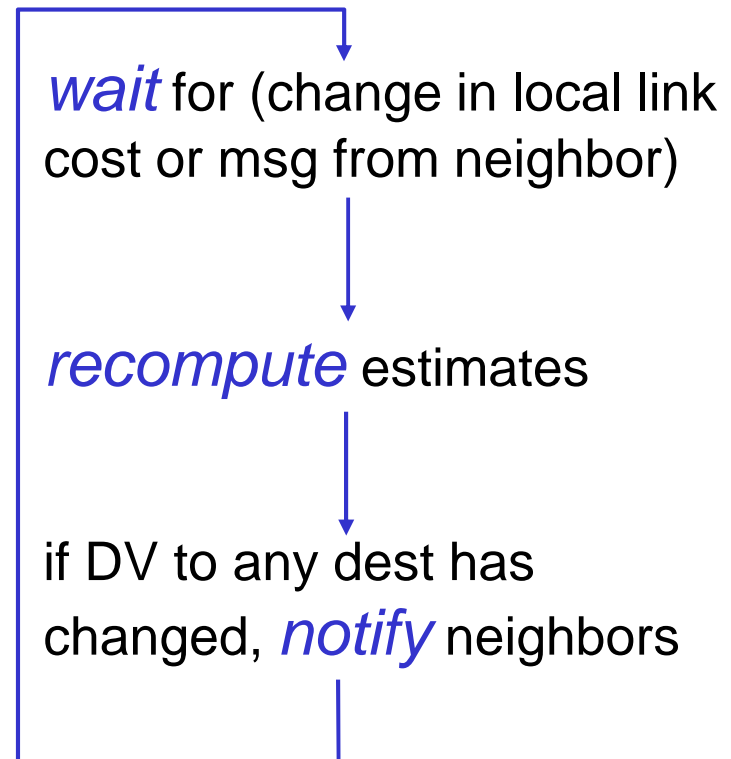 wait for (change in local link
cost or msg from neighbor)
recompute estimates
if DV to any dest has
changed, notify neighbors